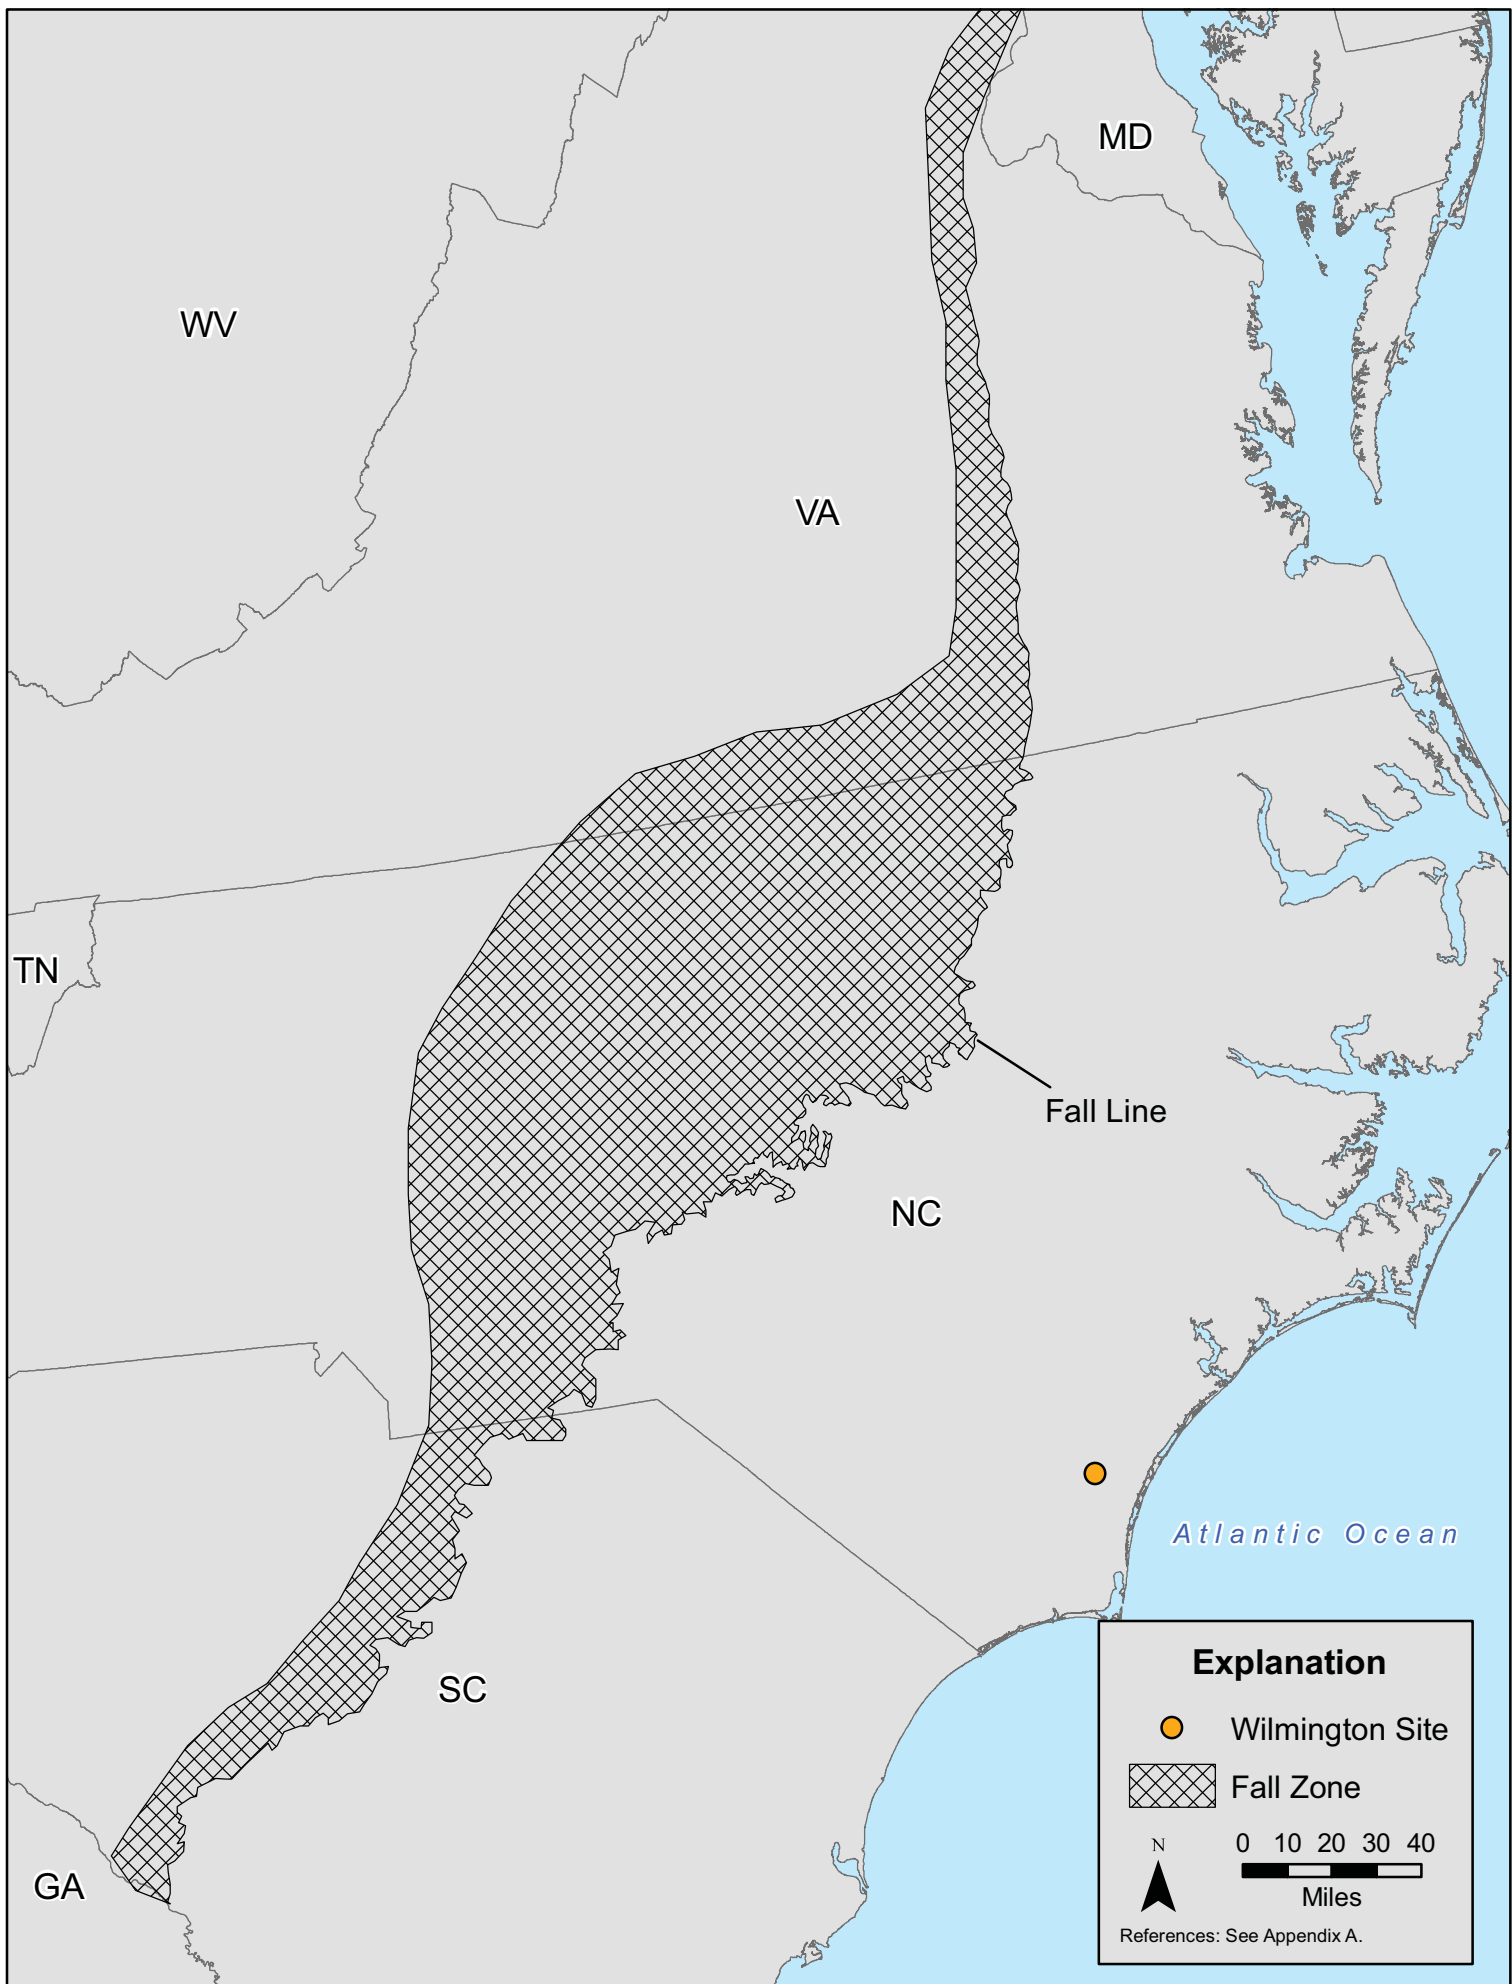 MD
WV
VA
TN
Fall Line
NC
Atlantic Ocean
SC
GA
Explanation
Wilmington Site
Fall Zone
N
0 10 20 30 40
Miles
References: See Appendix A.